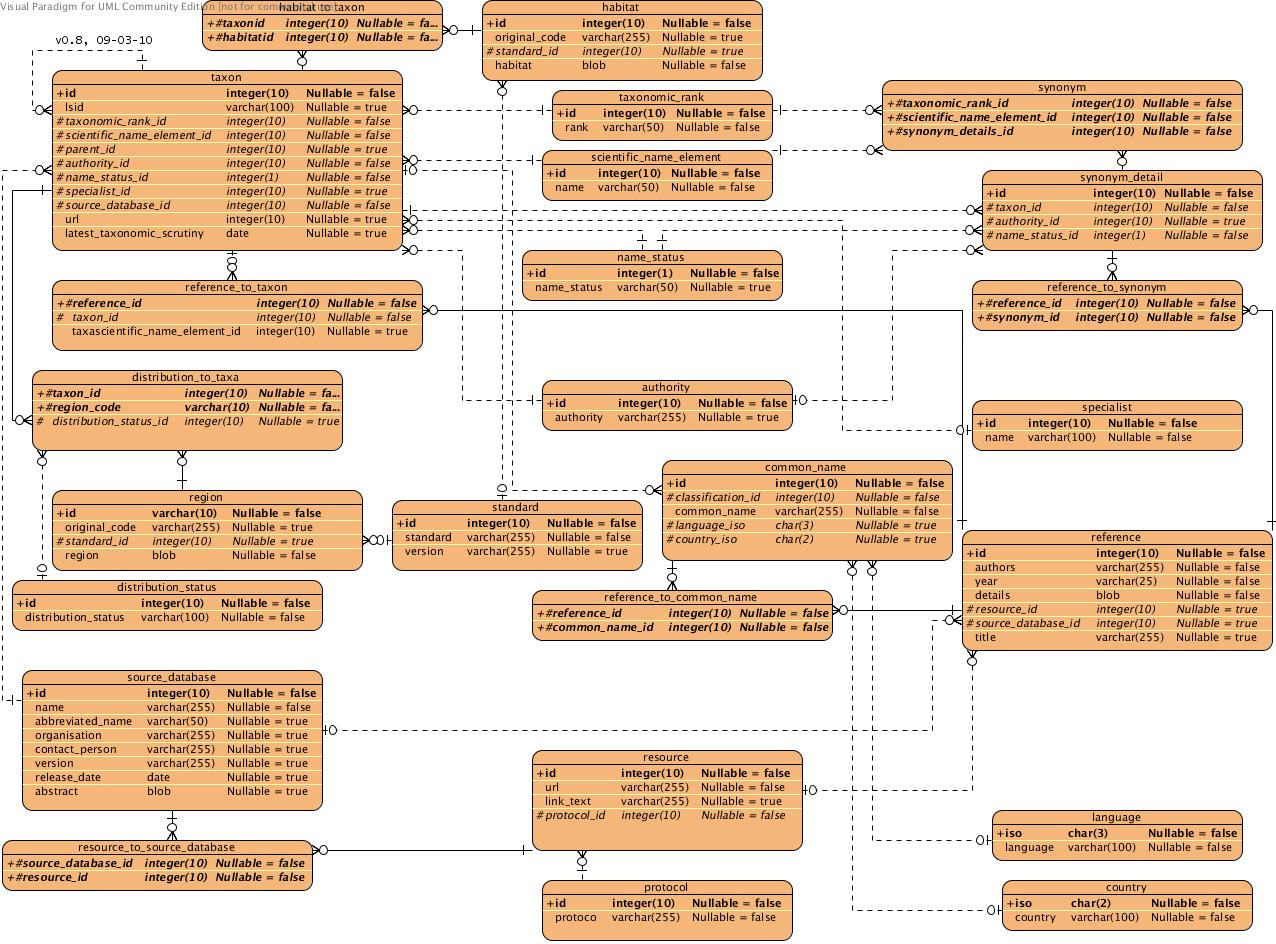 Visual Paradigm for UML Community Edition [not for commercial use]
habitat_to_taxon
+#taxonid integer(10) Nullable = fa...
+#habitatid integer(10) Nullable = fa...
habitat
+id integer(10) Nullable = false
original_code varchar(255) Nullable = true
#standard_id integer(10) Nullable = true
habitat blob Nullable = true
v0.8, 09-03-10
taxon
+id integer(10) Nullable = false
lsid varchar(100) Nullable = true
#taxonomic_rank_id integer(10) Nullable = false
#scientific_name_element_id integer(10) Nullable = false
#parent_id integer(10) Nullable = true
#authority_id integer(10) Nullable = false
#name_status_id integer(1) Nullable = false
#specialist_id integer(10) Nullable = true
#source_database_id integer(10) Nullable = false
url integer(10) Nullable = true
latest_taxonomic_scrutiny date Nullable = true
taxonomic_rank
+id integer(10) Nullable = false
rank varchar(50) Nullable = false
scientific_name_element
+id integer(10) Nullable = false
name varchar(50) Nullable = false
synonym
+#taxonomic_rank_id integer(10) Nullable = false
+#scientific_name_element_id integer(10) Nullable = false
+#synonym_details_id integer(10) Nullable = false
synonym_detail
+id integer(10) Nullable = false
#taxon_id integer(10) Nullable = false
#authority_id integer(10) Nullable = true
#name_status_id integer(1) Nullable = false
name_status
+id integer(1) Nullable = false
name_status varchar(50) Nullable = true
reference_to_taxon
+#reference_id integer(10) Nullable = false
# taxon_id integer(10) Nullable = false
taxascientific_name_element_id integer(10) Nullable = true
reference_to_synonym
+#reference_id integer(10) Nullable = false
+#synonym_id integer(10) Nullable = false
distribution_to_taxa
+#taxon_id integer(10) Nullable = fa...
+#region_code varchar(10) Nullable = fa...
# distribution_status_id integer(10) Nullable = true
authority
+id integer(10) Nullable = false
authority varchar(255) Nullable = true
specialist
+id integer(10) Nullable = false
name varchar(100) Nullable = false
region
+id varchar(10) Nullable = false
original_code varchar(255) Nullable = true
#standard_id integer(10) Nullable = true
region blob Nullable = false
standard
+id integer(10) Nullable = false
standard varchar(255) Nullable = false
version varchar(255) Nullable = true
common_name
+id integer(10) Nullable = false
#classification_id integer(10) Nullable = false
common_name varchar(255) Nullable = false
#language_iso char(3) Nullable = true
#country_iso char(2) Nullable = true
reference
+id integer(10) Nullable = false
authors varchar(255) Nullable = true
year varchar(25) Nullable = true
details blob Nullable = false
#resource_id integer(10) Nullable = true
#source_database_id integer(10) Nullable = false
title varchar(255) Nullable = true
distribution_status
+id integer(10) Nullable = false
distribution_status varchar(100) Nullable = false
reference_to_common_name
+#reference_id integer(10) Nullable = false
+#common_name_id integer(10) Nullable = false
source_database
+id integer(10) Nullable = false
name varchar(255) Nullable = false
abbreviated_name varchar(50) Nullable = true
organisation varchar(255) Nullable = true
contact_person varchar(255) Nullable = true
version varchar(255) Nullable = true
release_date date Nullable = true
abstract blob Nullable = true
resource
+id integer(10) Nullable = false
url varchar(255) Nullable = false
link_text varchar(255) Nullable = true
#protocol_id integer(10) Nullable = false
resource_to_source_database
+#source_database_id integer(10) Nullable = false
+#resource_id integer(10) Nullable = false
language
+iso char(3) Nullable = false
language varchar(100) Nullable = false
protocol
+id integer(10) Nullable = false
protoco varchar(255) Nullable = false
country
+iso char(2) Nullable = false
country varchar(100) Nullable = false